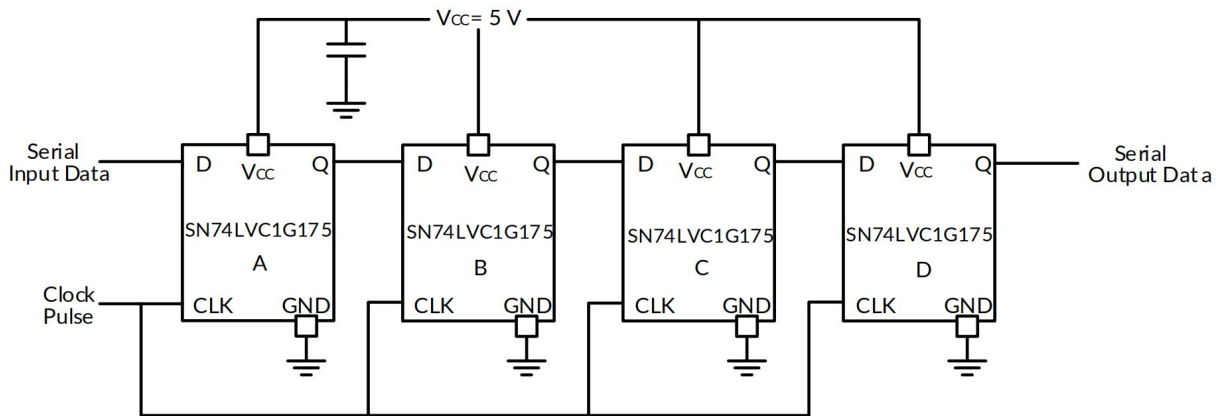 VCC= 5 V
Serial
Input Data
Clock
Pulse
D
VCC
Q
SN74LVC1G175
A
CLK
GND
D
VCC
Q
SN74LVC1G175
B
CLK
GND
D
VCC
Q
SN74LVC1G175
C
CLK
GND
D
VCC
Q
SN74LVC1G175
D
CLK
GND
Serial
Output Data